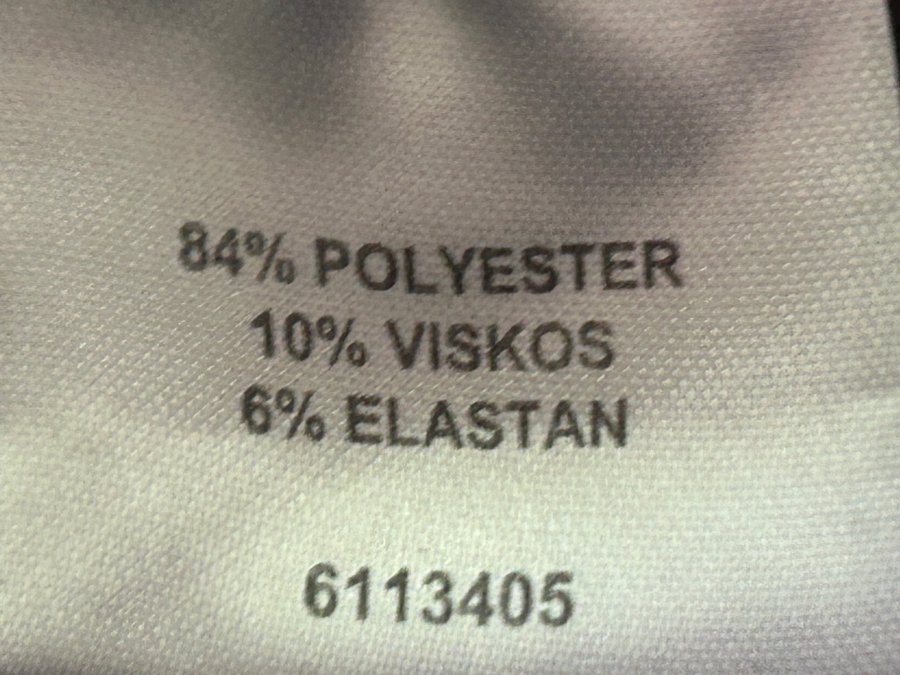 84% POLYESTER
10% VISKOS
6% ELASTAN
6113405